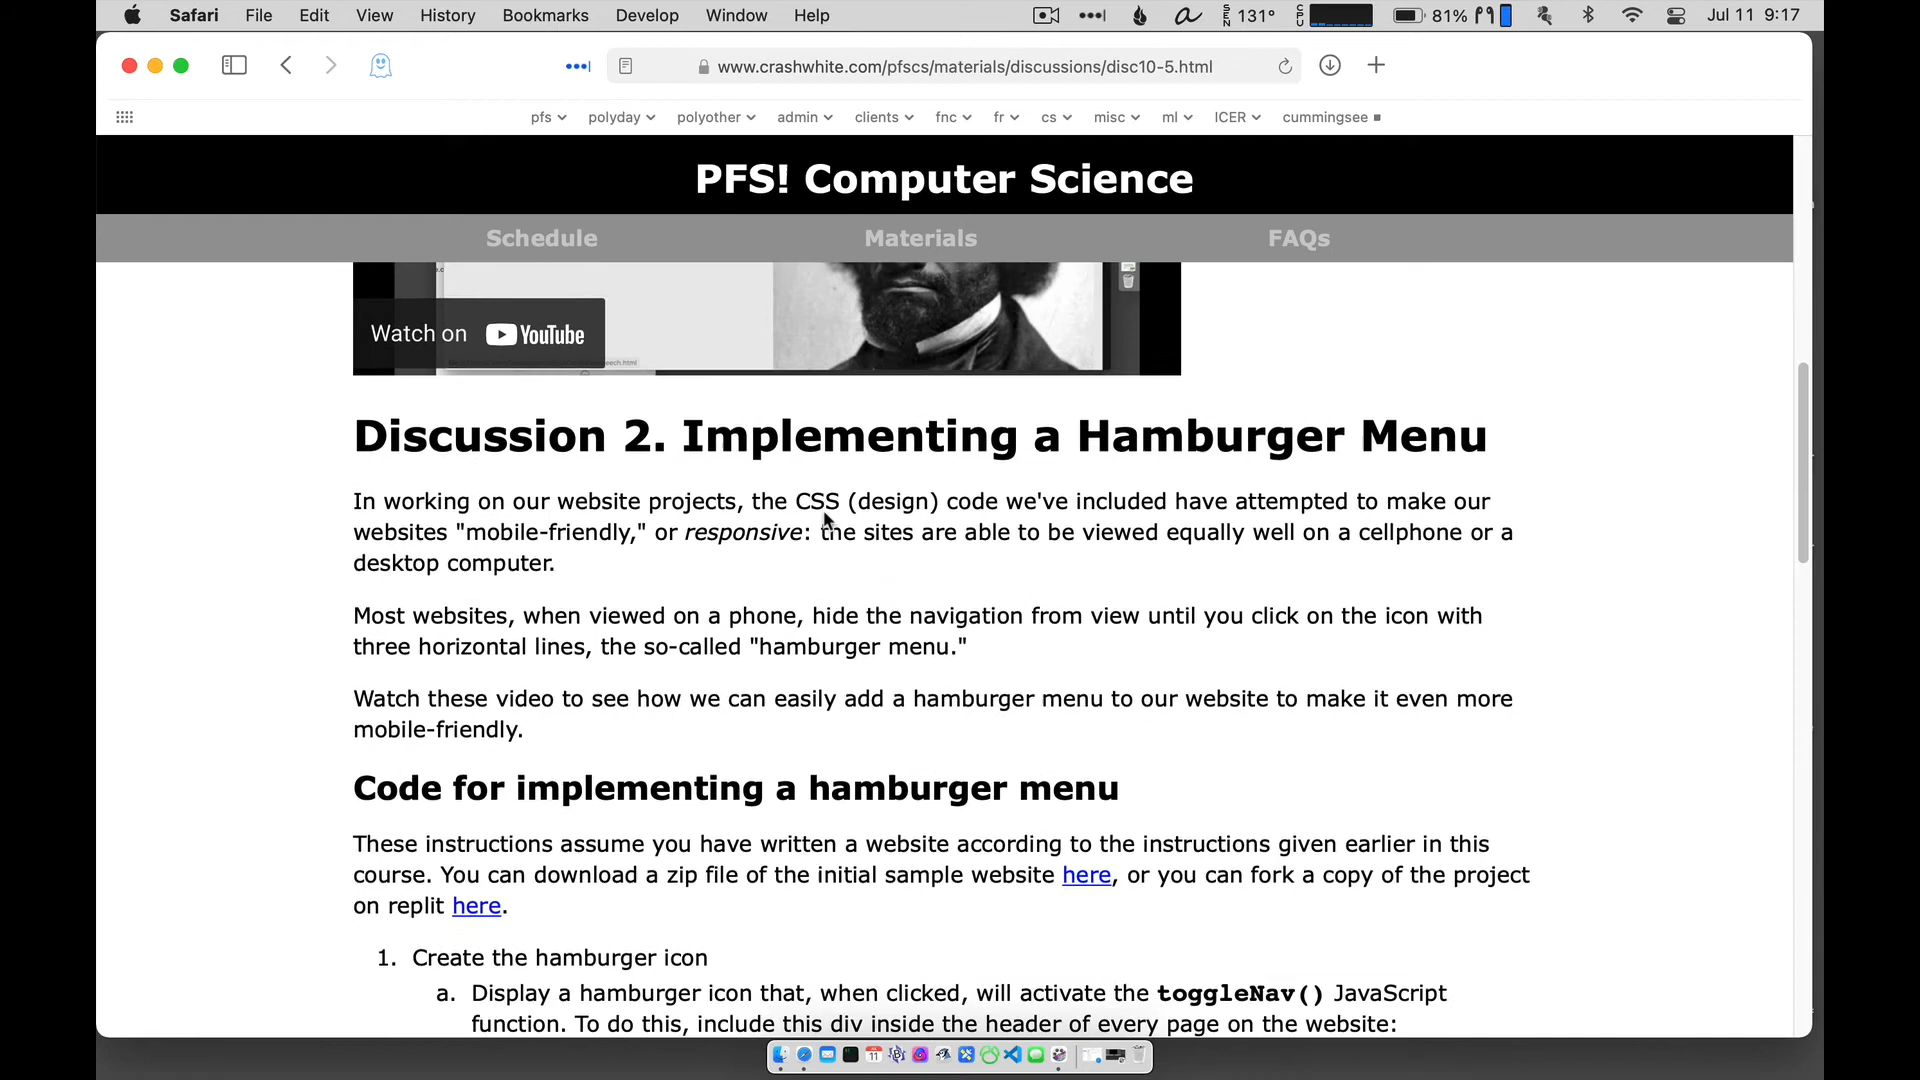 Safari File Edit View History Bookmarks Develop Window Help SEN 131° CPU 81% Jul 11 9:17
www.crashwhite.com/pfscs/materials/discussions/disc10-5.html
pfs polyday polyother admin clients fnc fr cs misc ml ICER cummingsee
PFS! Computer Science
Schedule Materials FAQs
Watch on YouTube
Discussion 2. Implementing a Hamburger Menu
In working on our website projects, the CSS (design) code we've included have attempted to make our
websites "mobile-friendly," or responsive: the sites are able to be viewed equally well on a cellphone or a
desktop computer.
Most websites, when viewed on a phone, hide the navigation from view until you click on the icon with
three horizontal lines, the so-called "hamburger menu."
Watch these video to see how we can easily add a hamburger menu to our website to make it even more
mobile-friendly.
Code for implementing a hamburger menu
These instructions assume you have written a website according to the instructions given earlier in this
course. You can download a zip file of the initial sample website here, or you can fork a copy of the project
on replit here.
1. Create the hamburger icon
a. Display a hamburger icon that, when clicked, will activate the toggleNav() JavaScript
function. To do this, include this div inside the header of every page on the website: